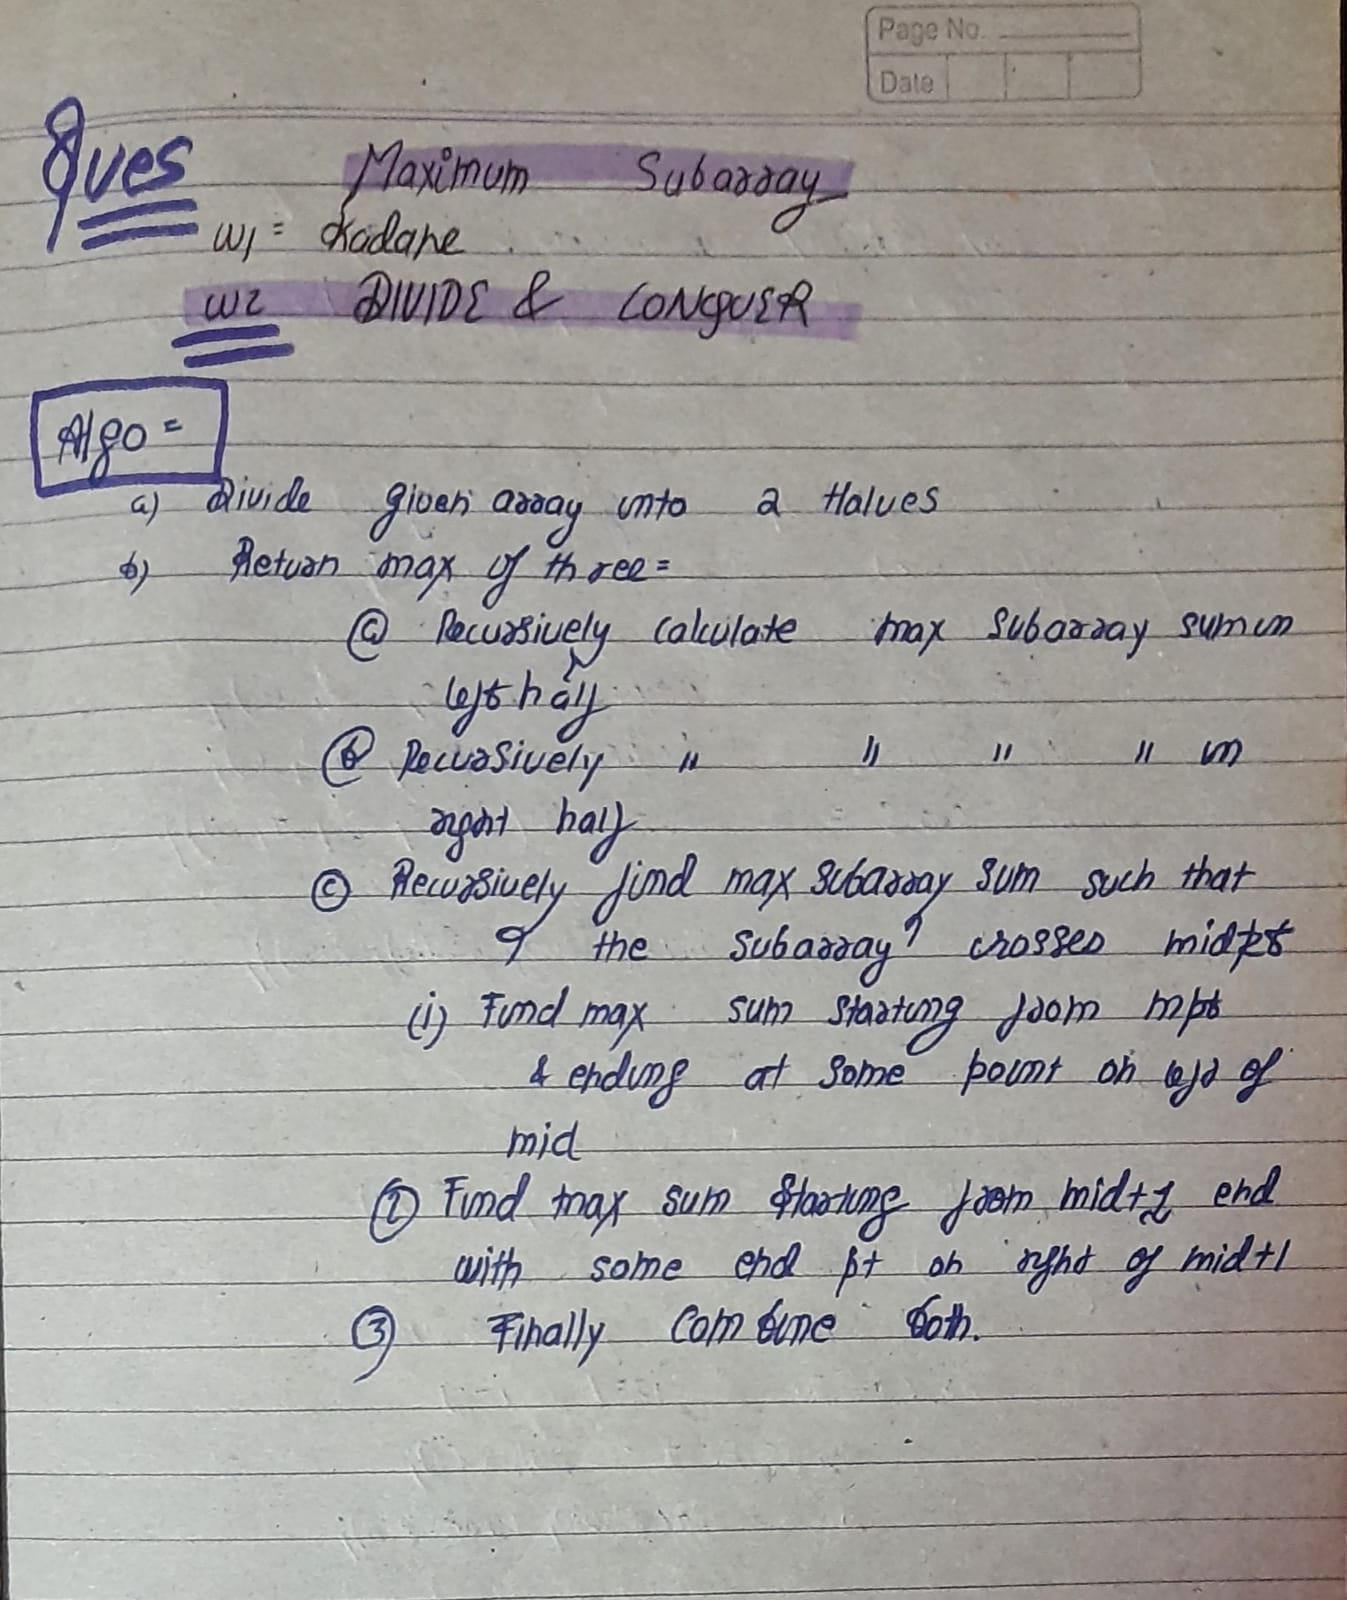 Page No.
Date
Ques Maximum Subarray
W1 = Kadane
W2 DIVIDE & CONQUER
Algo =
a) Divide given array into 2 Halves
b) Return max of three =
(a) Recursively calculate max subarray sum in
left half
(b) Recursively " " " " in
right half
(c) Recursively find max subarray sum such that
the subarray crosses midpt
(i) Find max sum starting from mpt
& ending at some point on left of
mid
(2) Find max sum starting from mid+1 end
with some end pt on right of mid+1
(3) Finally Combine both.